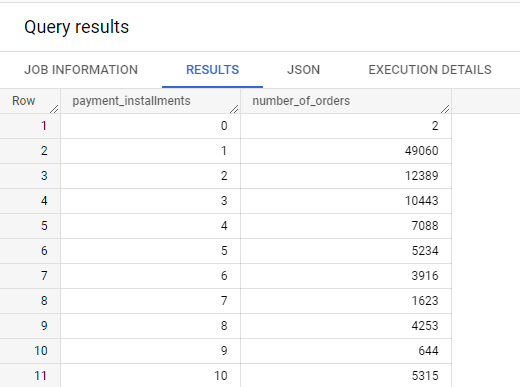 Query results
JOB INFORMATION RESULTS JSON EXECUTION DETAILS
Row payment_installments number_of_orders
1 0 2
2 1 49060
3 2 12389
4 3 10443
5 4 7088
6 5 5234
7 6 3916
8 7 1623
9 8 4253
10 9 644
11 10 5315